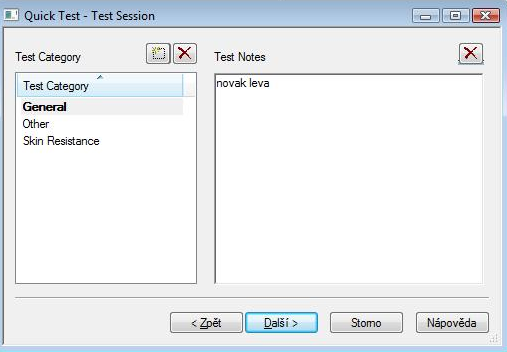 Quick Test - Test Session
Test Category
Test Notes
Test Category
General
Other
Skin Resistance
novak leva
< Zpět
Další >
Storno
Nápověda